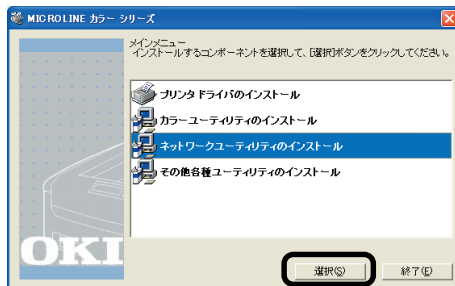 MICROLINE カラー シリーズ
メインメニュー
インストールするコンポーネントを選択して、[選択]ボタンをクリックしてください。
プリンタ ドライバのインストール
カラーユーティリティのインストール
ネットワークユーティリティのインストール
その他各種ユーティリティのインストール
OKI
選択(S)
終了(E)